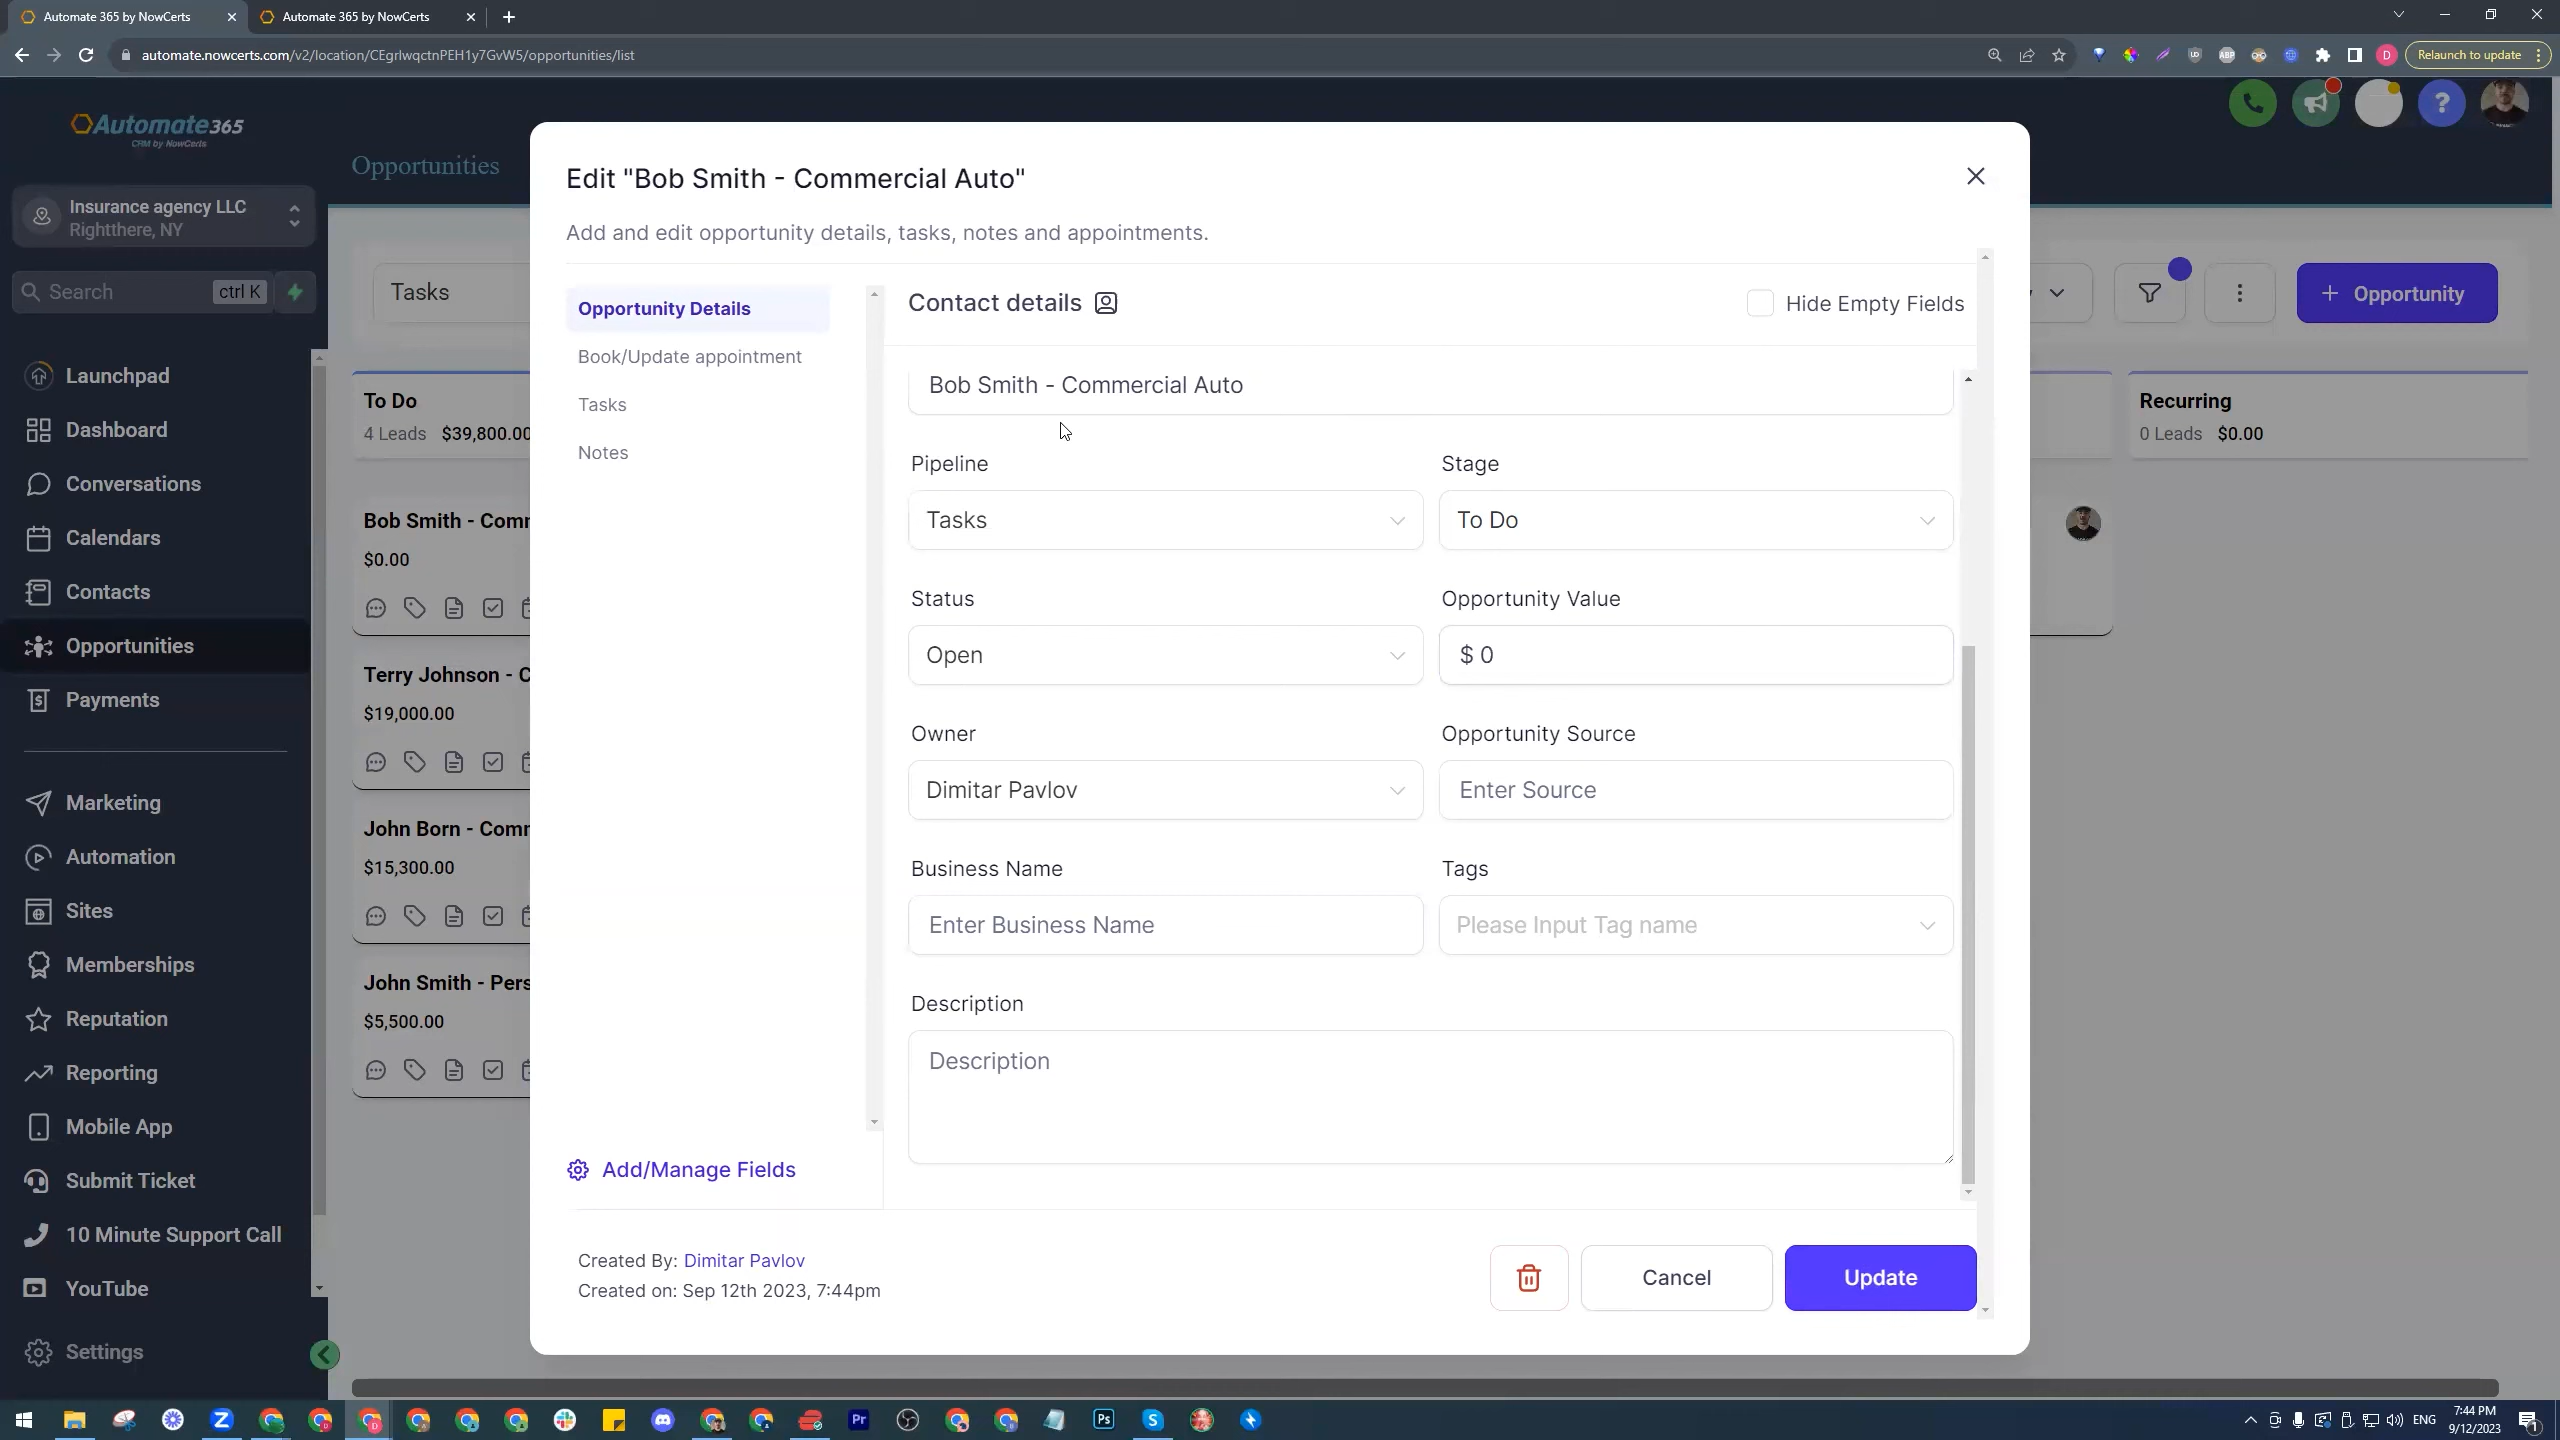 Automate 365 by NowCerts
Automate 365 by NowCerts
automate.nowcerts.com/v2/location/CEgrlwqctnPEH1y7GvW5/opportunities/list
Relaunch to update
Automate365
CRM by NowCerts
Opportunities
Insurance agency LLC
Rightthere, NY
Search
ctrl K
Launchpad
Dashboard
Conversations
Calendars
Contacts
Opportunities
Payments
Marketing
Automation
Sites
Memberships
Reputation
Reporting
Mobile App
Submit Ticket
10 Minute Support Call
YouTube
Settings
Tasks
Opportunity
To Do
4 Leads $39,800.00
Bob Smith - Comm
$0.00
Terry Johnson - C
$19,000.00
John Born - Comm
$15,300.00
John Smith - Pers
$5,500.00
Recurring
0 Leads $0.00
Edit "Bob Smith - Commercial Auto"
Add and edit opportunity details, tasks, notes and appointments.
Opportunity Details
Book/Update appointment
Tasks
Notes
Add/Manage Fields
Contact details
Hide Empty Fields
Bob Smith - Commercial Auto
Pipeline
Stage
Tasks
To Do
Status
Opportunity Value
Open
$ 0
Owner
Opportunity Source
Dimitar Pavlov
Enter Source
Business Name
Tags
Enter Business Name
Please Input Tag name
Description
Description
Created By: Dimitar Pavlov
Created on: Sep 12th 2023, 7:44pm
Cancel
Update
ENG
7:44 PM
9/12/2023